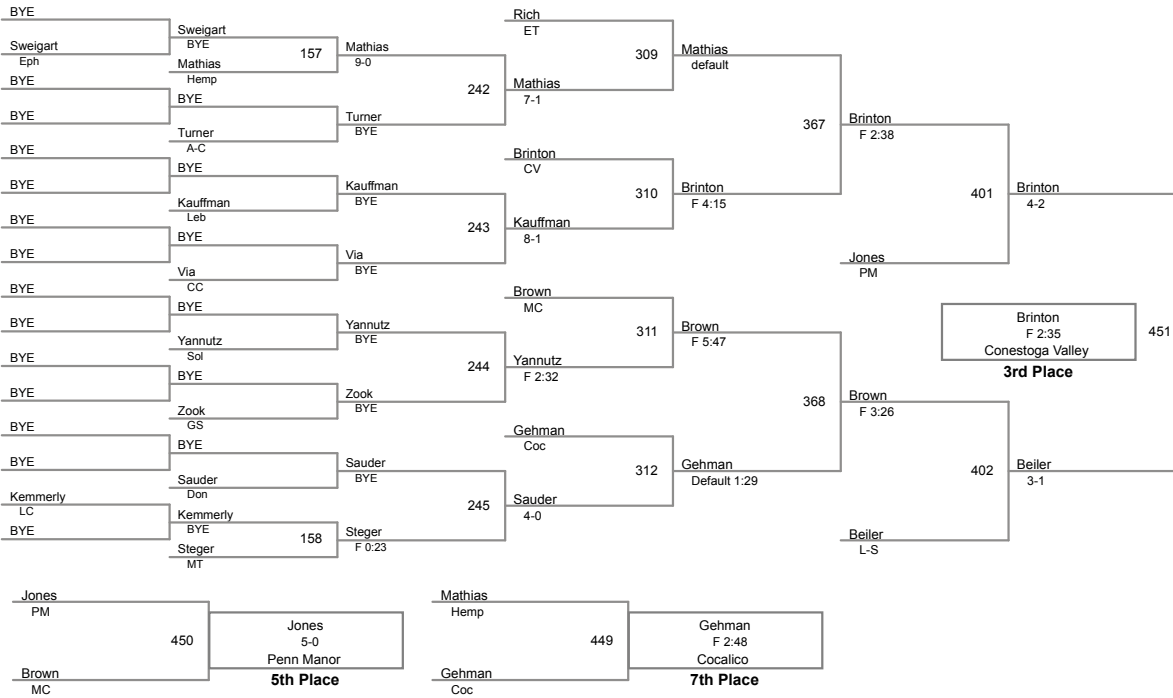 BYE
Sweigart
Eph
BYE
BYE
BYE
BYE
BYE
BYE
BYE
BYE
BYE
BYE
BYE
BYE
Kemmerly
LC
BYE
Sweigart
BYE
157
Mathias
Hemp
BYE
Turner
A-C
BYE
Kauffman
Leb
BYE
Via
CC
BYE
Yannutz
Sol
BYE
Zook
GS
BYE
Sauder
Don
Kemmerly
BYE
158
Steger
MT
Mathias
9-0
242
Turner
BYE
Kauffman
BYE
243
Via
BYE
Yannutz
BYE
244
Zook
BYE
Sauder
BYE
245
Steger
F 0:23
Rich
ET
309
Mathias
7-1
Brinton
CV
310
Kauffman
8-1
Brown
MC
311
Yannutz
F 2:32
Gehman
Coc
312
Sauder
4-0
Mathias
default
367
Brinton
F 4:15
Brown
F 5:47
368
Gehman
Default 1:29
Brinton
F 2:38
401
Jones
PM
Brown
F 3:26
402
Beiler
L-S
Brinton
4-2
Brinton
F 2:35
451
Conestoga Valley
3rd Place
Beiler
3-1
Jones
PM
450
Brown
MC
Jones
5-0
Penn Manor
5th Place
Mathias
Hemp
449
Gehman
Coc
Gehman
F 2:48
Cocalico
7th Place